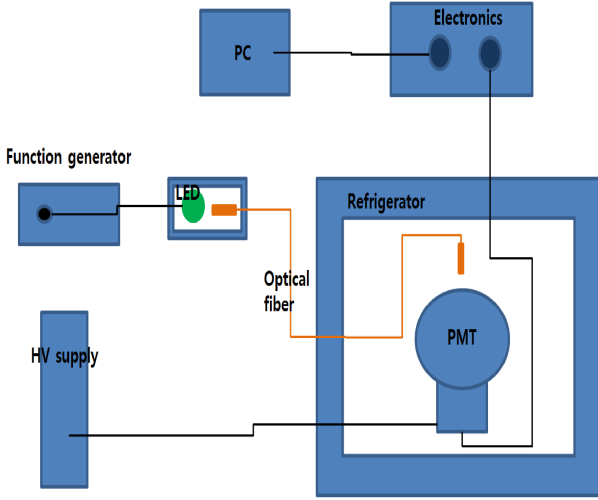 Electronics
PC
Function generator
LED
Refrigerator
Optical
fiber
PMT
HV supply